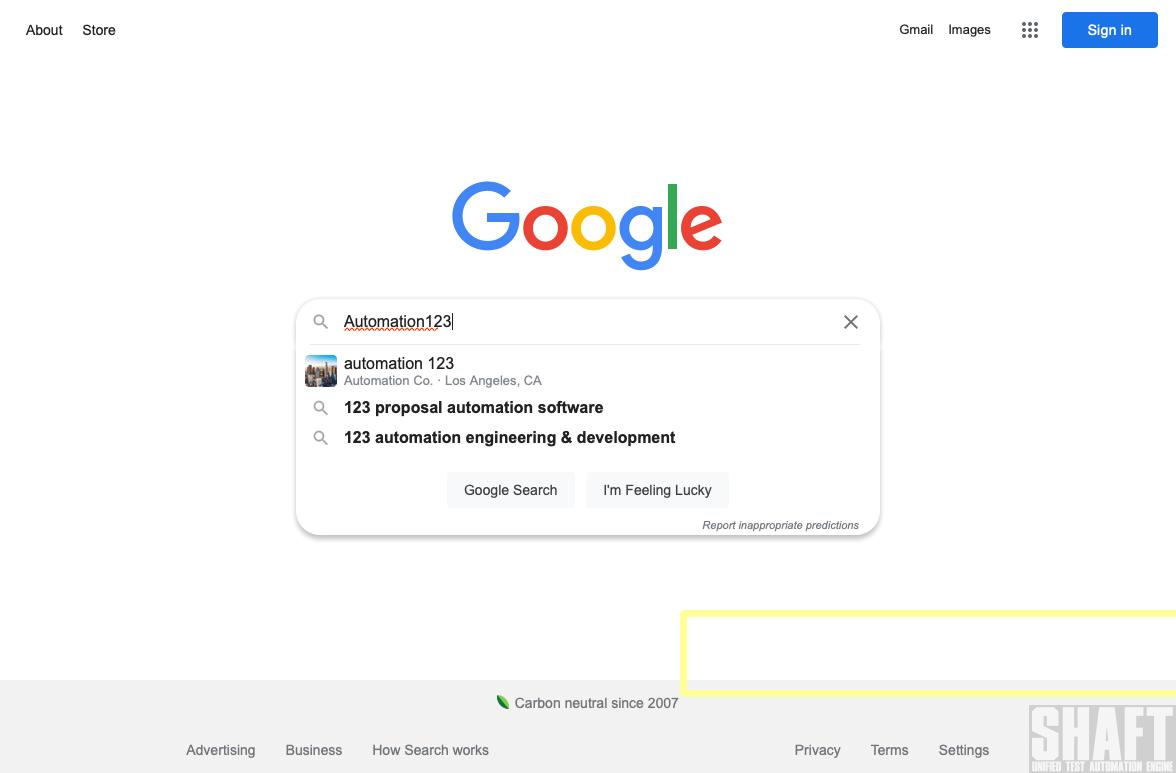 About Store
Gmail Images Sign in
Google
Automation123
automation 123
Automation Co. · Los Angeles, CA
123 proposal automation software
123 automation engineering & development
Google Search I'm Feeling Lucky
Report inappropriate predictions
Carbon neutral since 2007
Advertising Business How Search works
Privacy Terms Settings
SHAFT
UNIFIED TEST AUTOMATION ENGINE